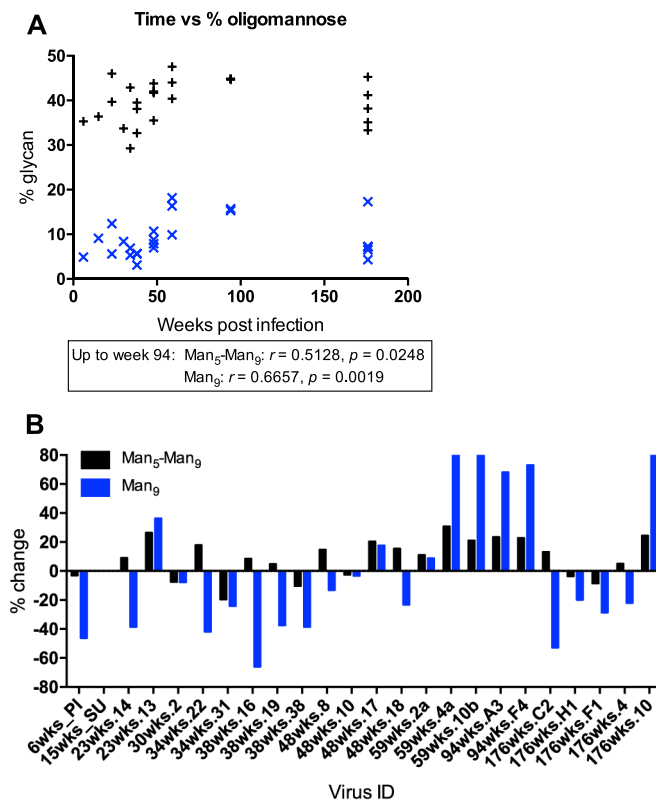 A
Time vs % oligomannose
50
40
30
20
10
0
% glycan
0 50 100 150 200
Weeks post infection
Up to week 94: Man5-Man9: r = 0.5128, p = 0.0248
Man9: r = 0.6657, p = 0.0019
B
Man5-Man9
Man9
80
60
40
20
0
-20
-40
-60
-80
% change
6wks_PI
15wks_SU
23wks.14
23wks.13
30wks.2
34wks.22
34wks.31
38wks.16
38wks.19
38wks.38
48wks.8
48wks.10
48wks.17
48wks.18
59wks.2a
59wks.4a
59wks.10b
94wks.A3
94wks.F4
176wks.C2
176wks.H1
176wks.F1
176wks.4
176wks.10
Virus ID